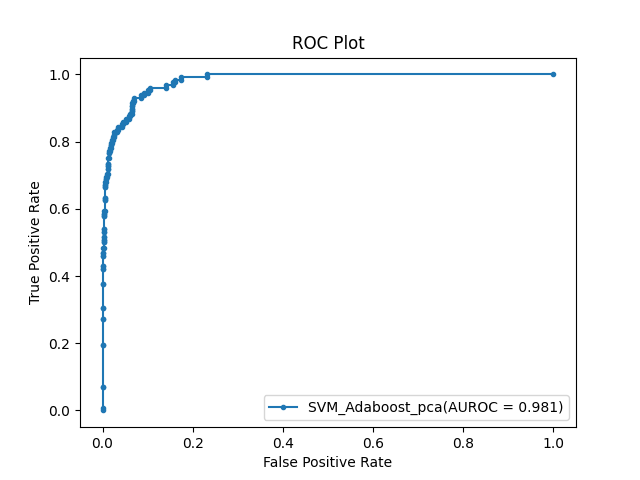 ROC Plot
1.0
0.8
0.6
0.4
0.2
0.0
True Positive Rate
SVM_Adaboost_pca(AUROC = 0.981)
0.0 0.2 0.4 0.6 0.8 1.0
False Positive Rate